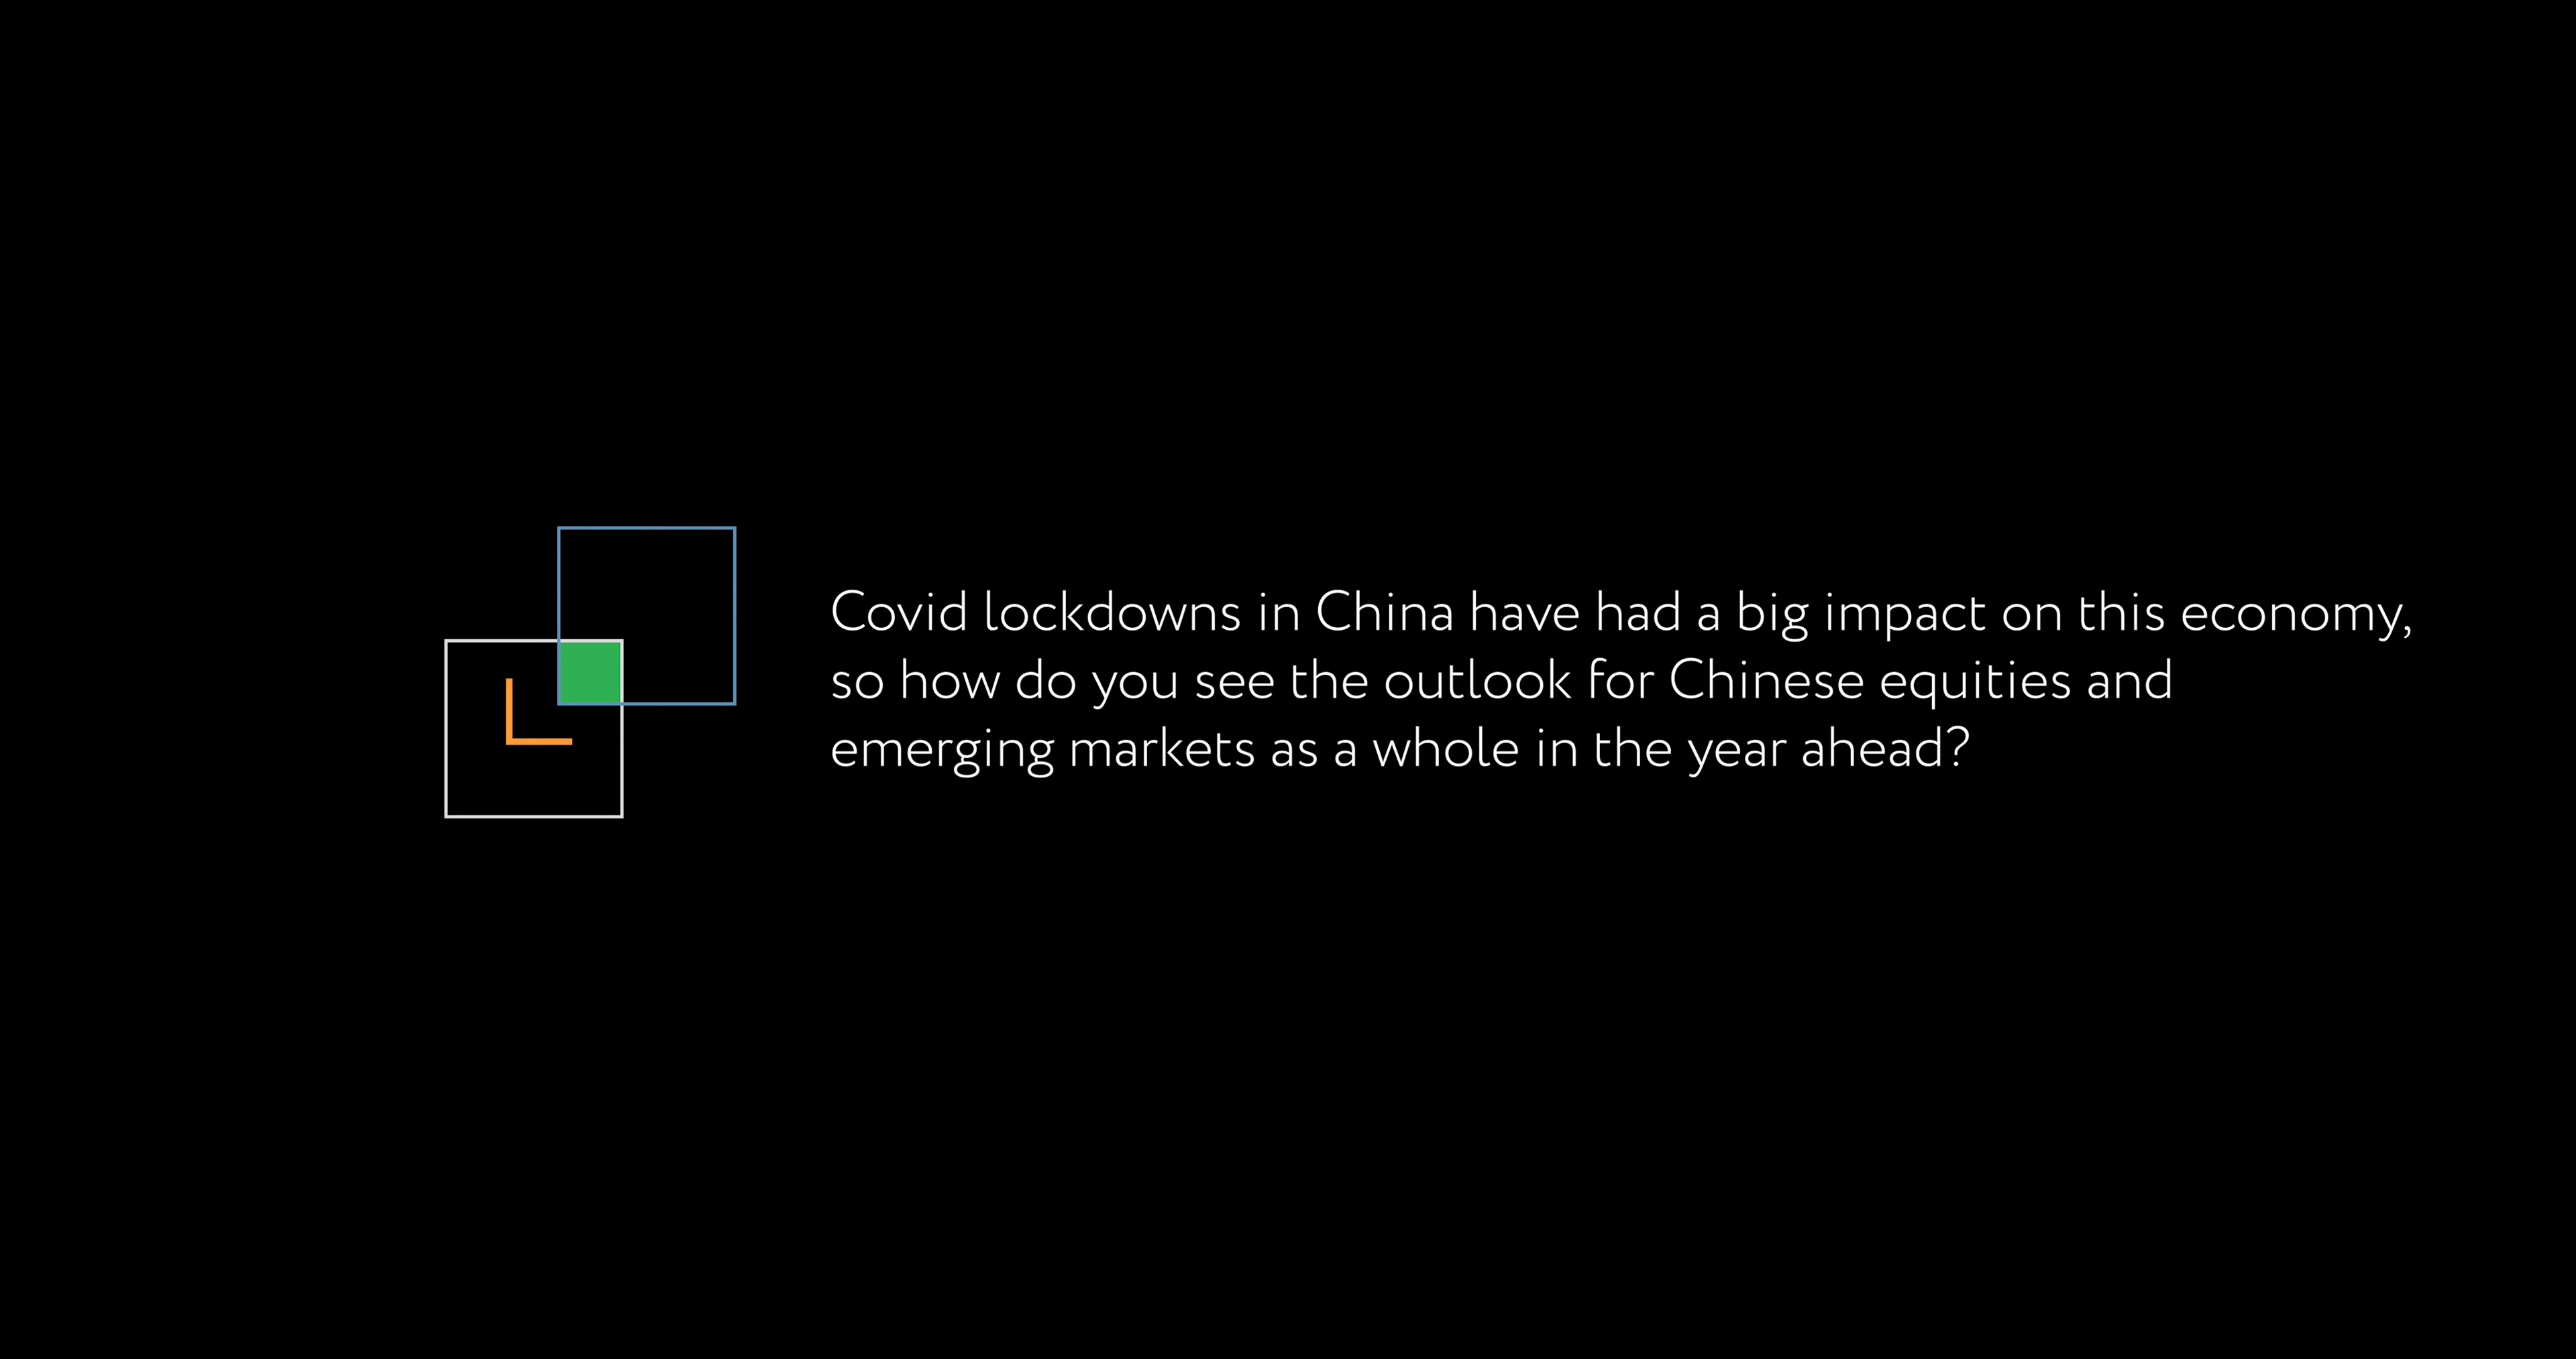 Covid lockdowns in China have had a big impact on this economy,
so how do you see the outlook for Chinese equities and
emerging markets as a whole in the year ahead?